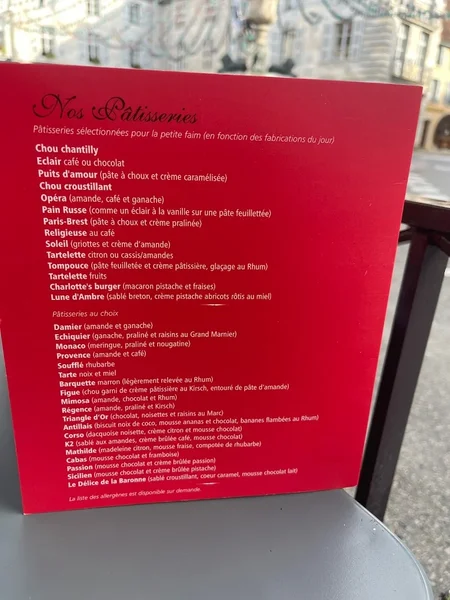 Nos Pâtisseries
Pâtisseries sélectionnées pour la petite faim (en fonction des fabrications du jour)
Chou chantilly
Eclair café ou chocolat
Puits d'amour (pâte à choux et crème caramélisée)
Chou croustillant
Opéra (amande, café et ganache)
Pain Russe (comme un éclair à la vanille sur une pâte feuilletée)
Paris-Brest (pâte à choux et crème pralinée)
Religieuse au café
Soleil (griottes et crème d'amande)
Tartelette citron ou cassis/amandes
Tompouce (pâte feuilletée et crème pâtissière, glaçage au Rhum)
Tartelette fruits
Charlotte's burger (macaron pistache et fraises)
Lune d'Ambre (sablé breton, crème pistache abricots rôtis au miel)
Pâtisseries au choix
Damier (amande et ganache)
Echiquier (ganache, praliné et raisins au Grand Marnier)
Monaco (meringue, praliné et nougatine)
Provence (amande et café)
Soufflé rhubarbe
Tarte noix et miel
Barquette marron (légèrement relevée au Rhum)
Figue (chou garni de crème pâtissière au Kirsch, entouré de pâte d'amande)
Mimosa (amande, chocolat et Rhum)
Régence (amande, praliné et Kirsch)
Triangle d'Or (chocolat, noisettes et raisins au Marc)
Antillais (biscuit noix de coco, mousse ananas et chocolat, bananes flambées au Rhum)
Corso (dacquoise noisette, crème citron et mousse chocolat)
K2 (sablé aux amandes, crème brûlée café, mousse chocolat)
Mathilde (madeleine citron, mousse fraise, compotée de rhubarbe)
Cabas (mousse chocolat et framboise)
Passion (mousse chocolat et crème brûlée passion)
Sicilien (mousse chocolat et crème brûlée pistache)
Le Délice de la Baronne (sablé croustillant, coeur caramel, mousse chocolat lait)
La liste des allergènes est disponible sur demande.